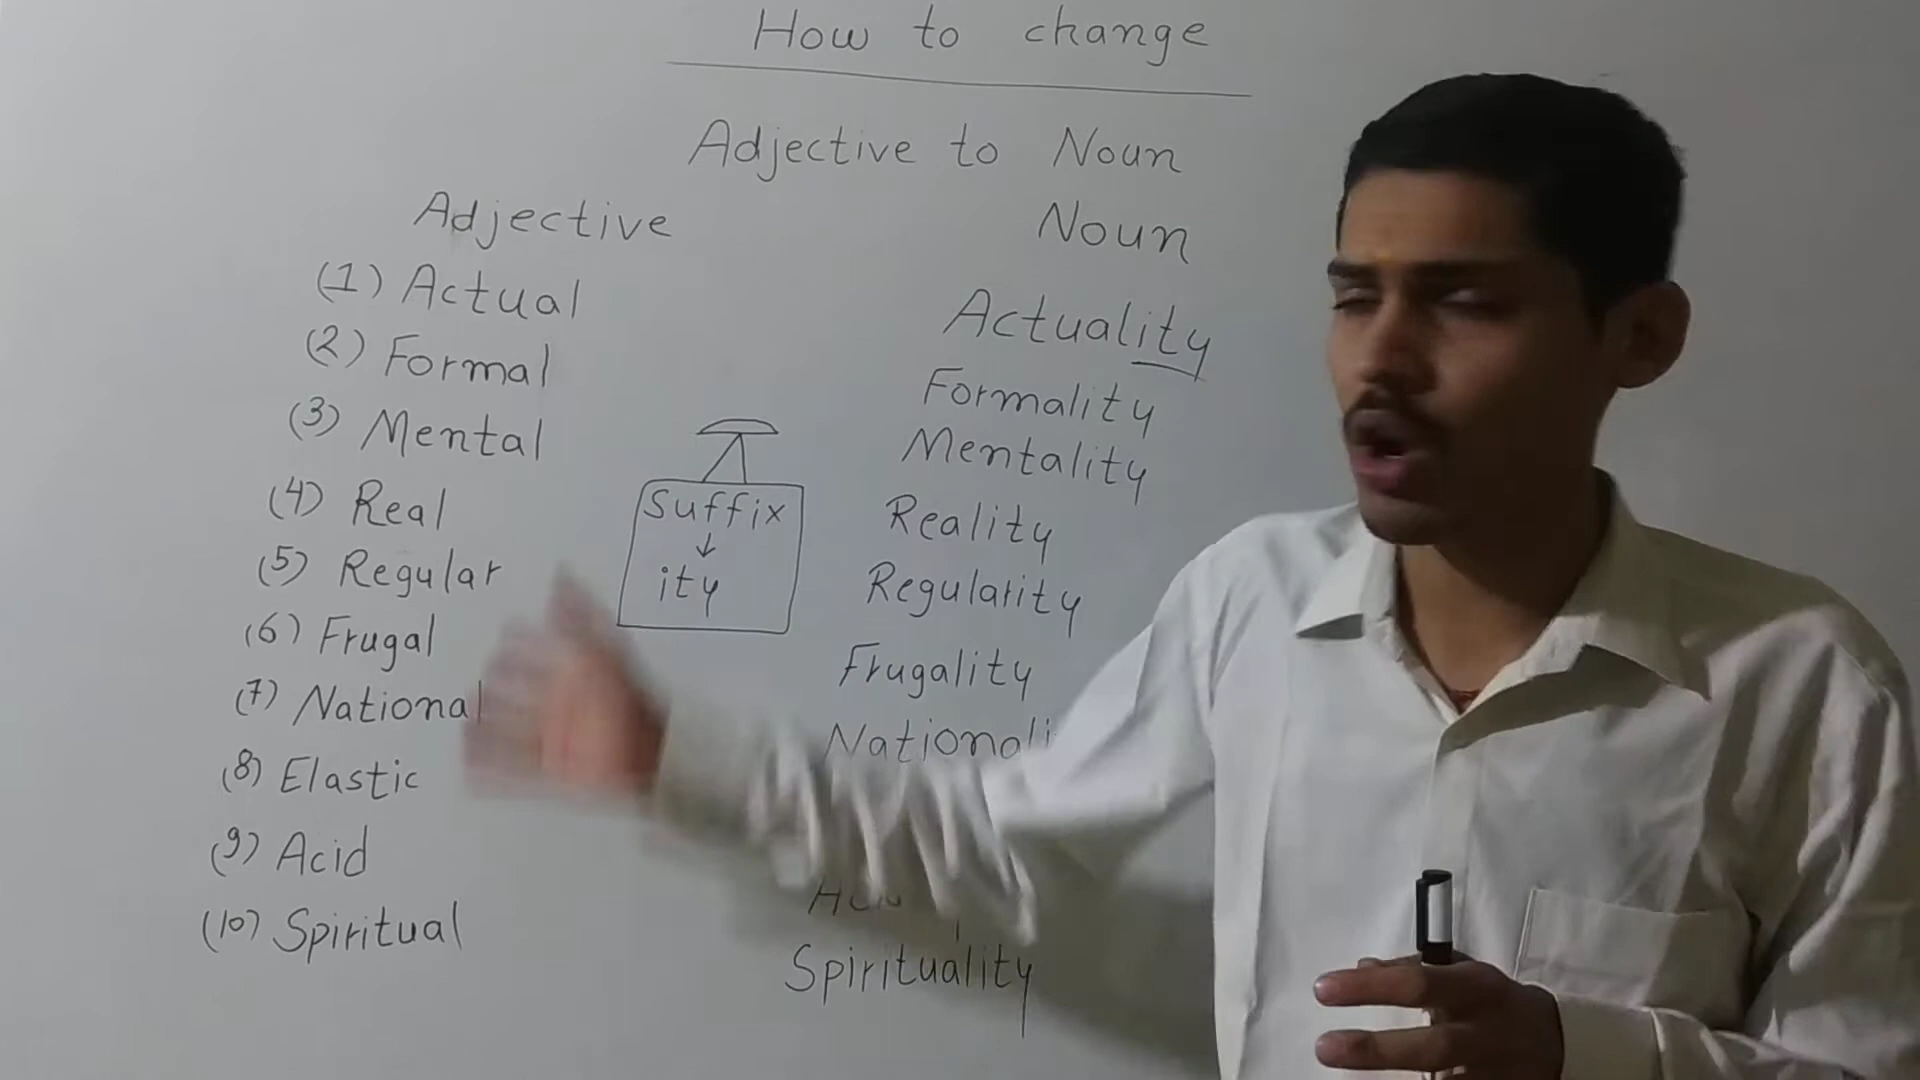 How to change
Adjective to Noun
Adjective
Noun
(1) Actual
Actuality
(2) Formal
Formality
(3) Mental
Mentality
(4) Real
Reality
(5) Regular
Regularity
(6) Frugal
Frugality
(7) National
(8) Elastic
(9) Acid
(10) Spiritual
Spirituality
Suffix
↓
ity